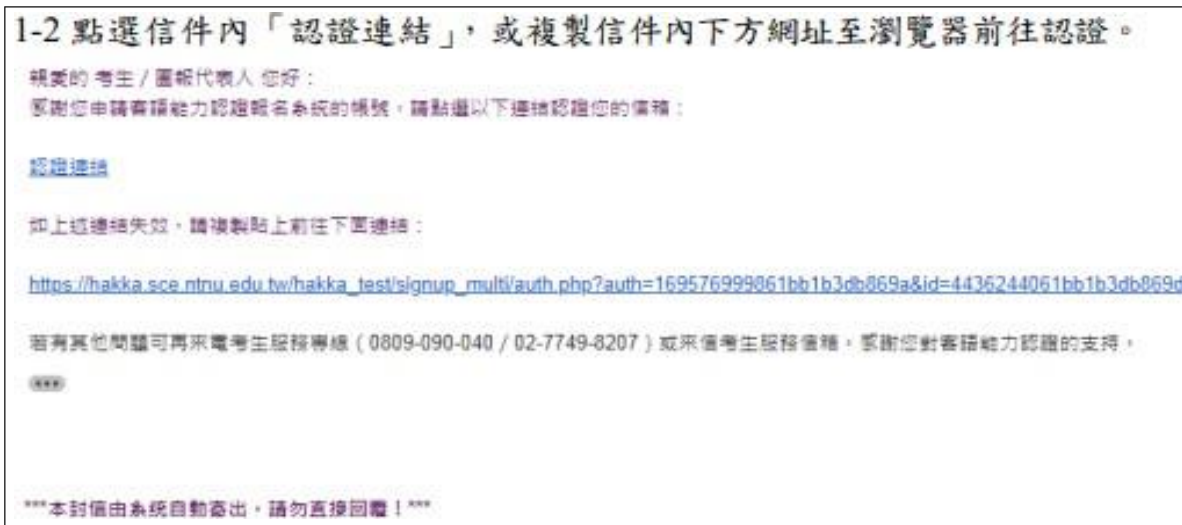 1-2 點選信件內「認證連結」，或複製信件內下方網址至瀏覽器前往認證。
親愛的 考生 / 團報代表人 您好：
感謝您申請客語能力認證報名系統的帳號，請點選以下連結認證您的信箱：
認證連結
如上述連結失效，請複製貼上前往下面連結：
https://hakka.sce.ntnu.edu.tw/hakka_test/signup_multi/auth.php?auth=169576999861bb1b3db869a&id=4436244061bb1b3db869d
若有其他問題可再來電考生服務專線（0809-090-040 / 02-7749-8207）或來信考生服務信箱，感謝您對客語能力認證的支持，
***本封信由系統自動寄出，請勿直接回覆！***